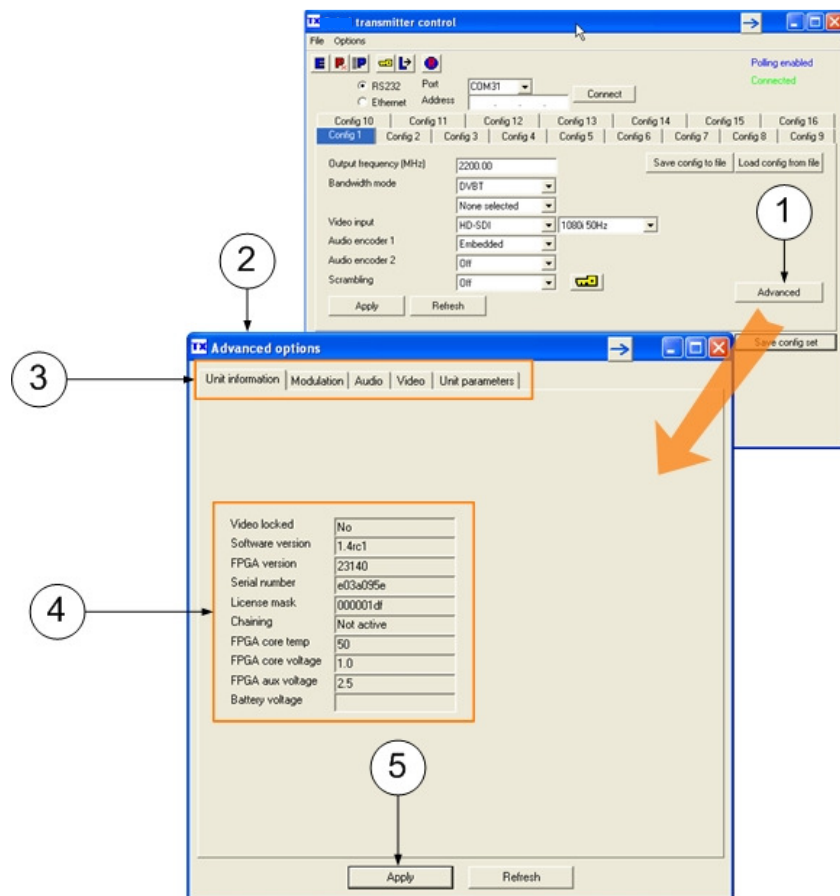 TX transmitter control
File Options
E P P
Polling enabled
RS232 Port COM31
Connected
Ethernet Address . . . Connect
Config 10 Config 11 Config 12 Config 13 Config 14 Config 15 Config 16
Config 1 Config 2 Config 3 Config 4 Config 5 Config 6 Config 7 Config 8 Config 9
Output frequency (MHz) 2200.00 Save config to file Load config from file
Bandwidth mode DVBT
None selected
1
Video input HD-SDI 1080i 50Hz
Audio encoder 1 Embedded
2
Audio encoder 2 Off
Scrambling Off
Advanced
Apply Refresh
Save config set
TX Advanced options
3
Unit information Modulation Audio Video Unit parameters
Video locked No
Software version 1.4rc1
FPGA version 23140
Serial number e03a095e
License mask 000001df
4
Chaining Not active
FPGA core temp 50
FPGA core voltage 1.0
FPGA aux voltage 2.5
Battery voltage
5
Apply Refresh